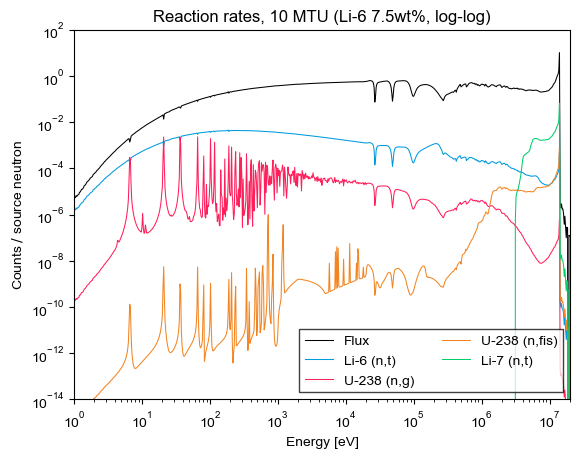 Reaction rates, 10 MTU (Li-6 7.5wt%, log-log)
Counts / source neutron
10^2
10^0
10^-2
10^-4
10^-6
10^-8
10^-10
10^-12
10^-14
Flux
Li-6 (n,t)
U-238 (n,g)
U-238 (n,fis)
Li-7 (n,t)
10^0 10^1 10^2 10^3 10^4 10^5 10^6 10^7
Energy [eV]